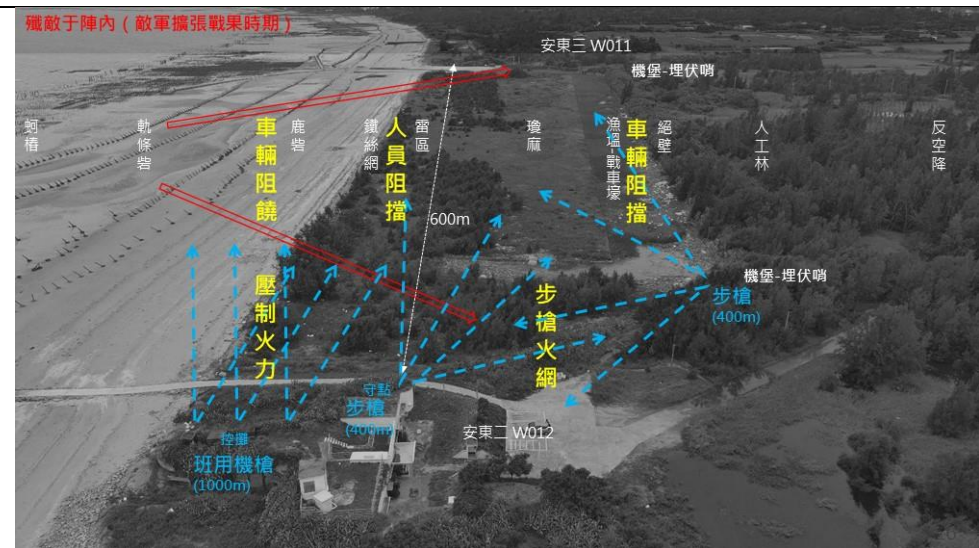 殲敵于陣內（敵軍擴張戰果時期）
安東三 W011
機堡-埋伏哨
蚵樁
軌條砦
車輛阻饒
鹿砦
鐵絲網
人員阻擋
雷區
瓊麻
漁塭-戰車壕
車輛阻擋
絕壁
人工林
反空降
600m
壓制火力
步槍火網
機堡-埋伏哨
步槍
(400m)
守點
步槍
(400m)
控灘
班用機槍
(1000m)
安東二 W012